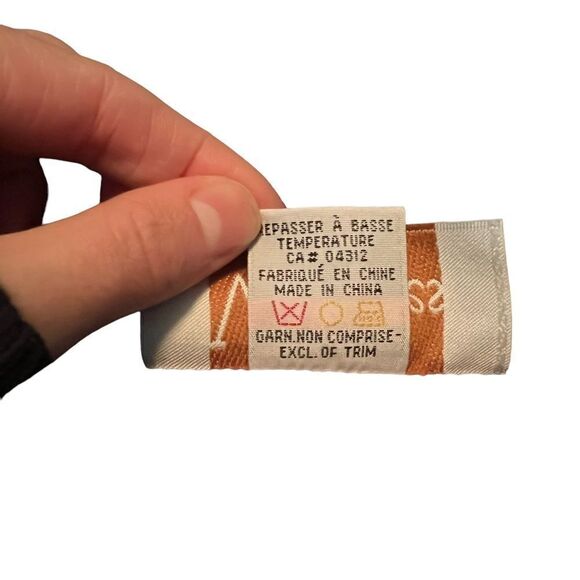 REPASSER À BASSE
TEMPERATURE
CA# 04312
FABRIQUÉ EN CHINE
MADE IN CHINA
GARN.NON COMPRISE-
EXCL. OF TRIM